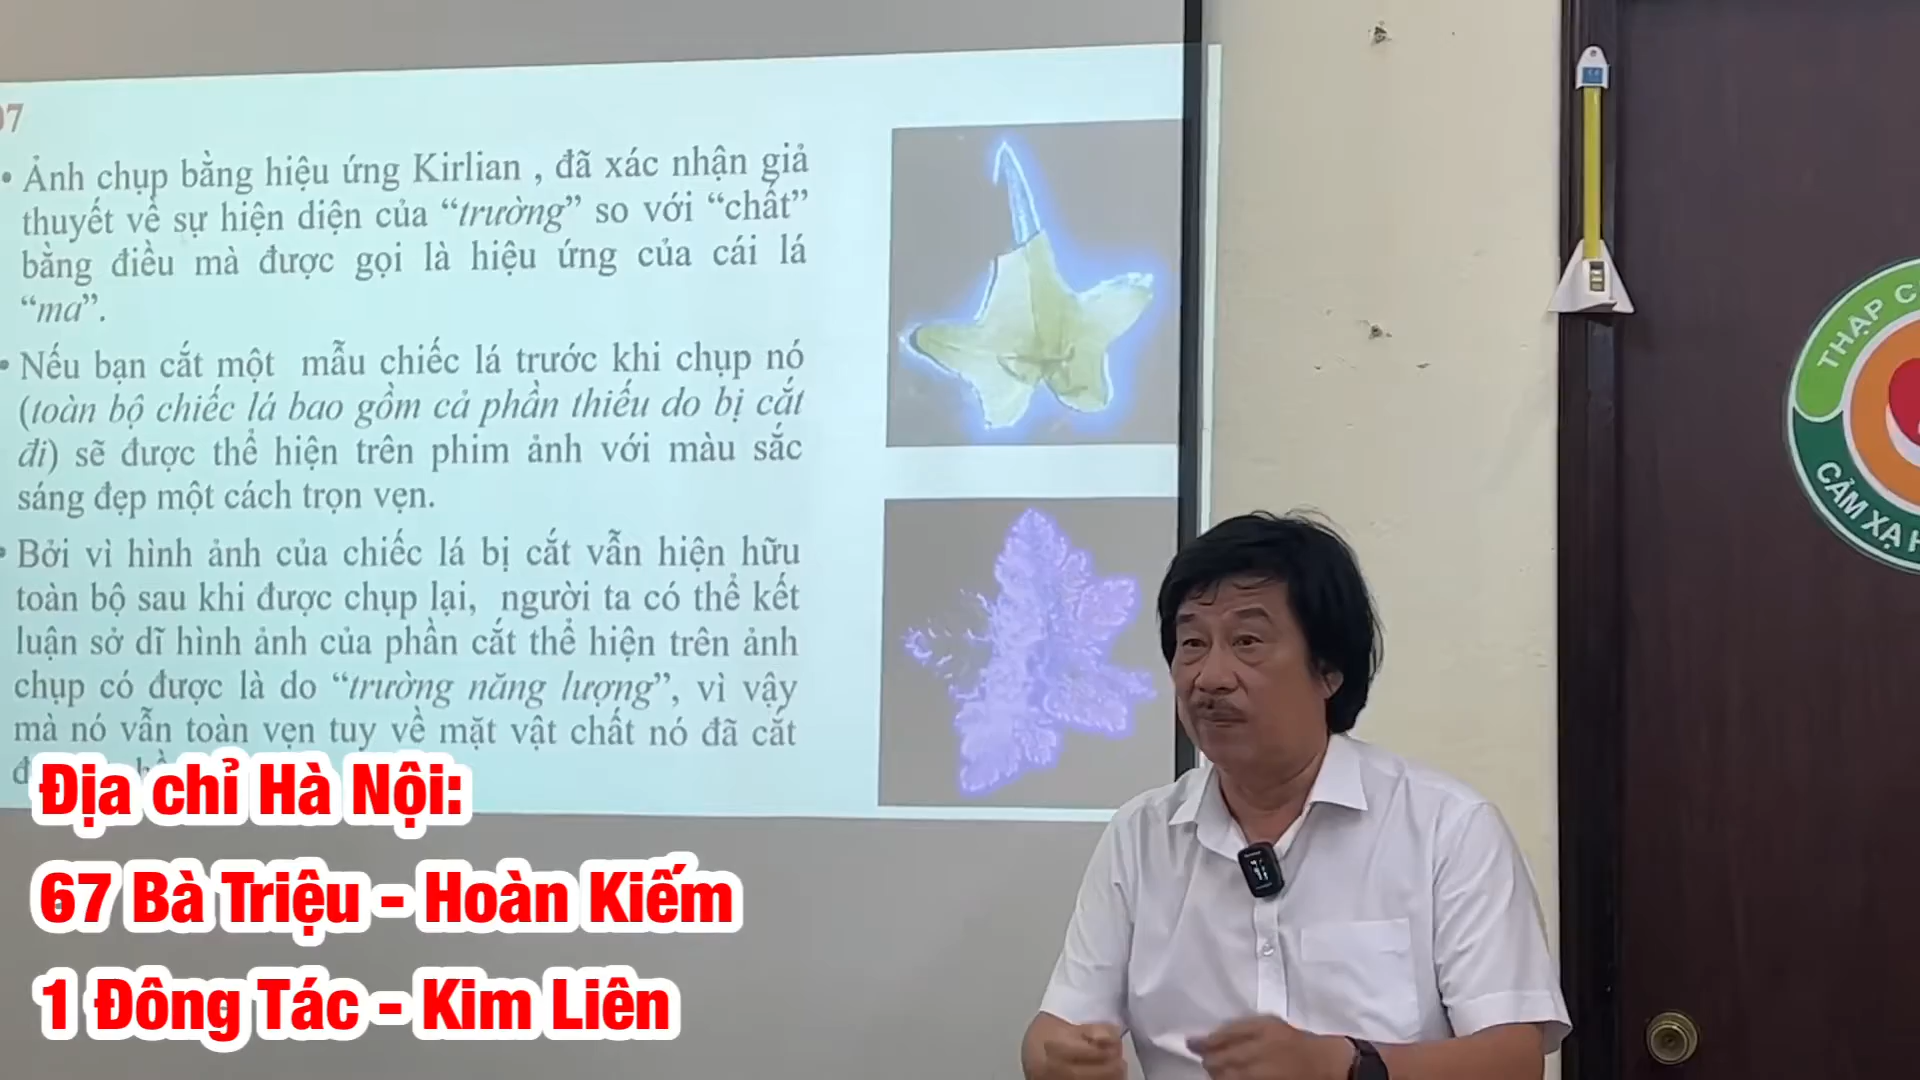 07
• Ảnh chụp bằng hiệu ứng Kirlian , đã xác nhận giả
thuyết về sự hiện diện của “trường” so với “chất”
bằng điều mà được gọi là hiệu ứng của cái lá
“ma”.
• Nếu bạn cắt một mẫu chiếc lá trước khi chụp nó
(toàn bộ chiếc lá bao gồm cả phần thiếu do bị cắt
đi) sẽ được thể hiện trên phim ảnh với màu sắc
sáng đẹp một cách trọn vẹn.
• Bởi vì hình ảnh của chiếc lá bị cắt vẫn hiện hữu
toàn bộ sau khi được chụp lại, người ta có thể kết
luận sở dĩ hình ảnh của phần cắt thể hiện trên ảnh
chụp có được là do “trường năng lượng”, vì vậy
mà nó vẫn toàn vẹn tuy về mặt vật chất nó đã cắt
Địa chỉ Hà Nội:
67 Bà Triệu - Hoàn Kiếm
1 Đông Tác - Kim Liên
THẠP
CẢM XẠ